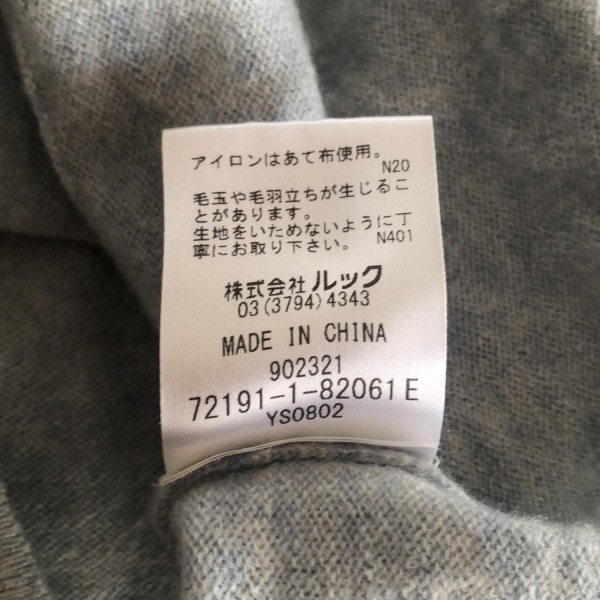 アイロンはあて布使用。
N20
毛玉や毛羽立ちが生じるこ
とがあります。
生地をいためないように丁
寧にお取り下さい。 N401
株式会社 ルック
03(3794)4343
MADE IN CHINA
902321
72191-1-82061E
YS0802